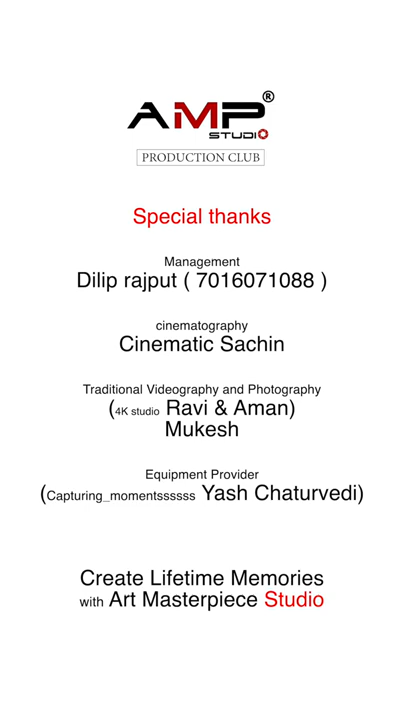 AMP®
STUDIO
PRODUCTION CLUB
Special thanks
Management
Dilip rajput ( 7016071088 )
cinematography
Cinematic Sachin
Traditional Videography and Photography
(4K studio Ravi & Aman)
Mukesh
Equipment Provider
(Capturing_momentssssss Yash Chaturvedi)
Create Lifetime Memories
with Art Masterpiece Studio